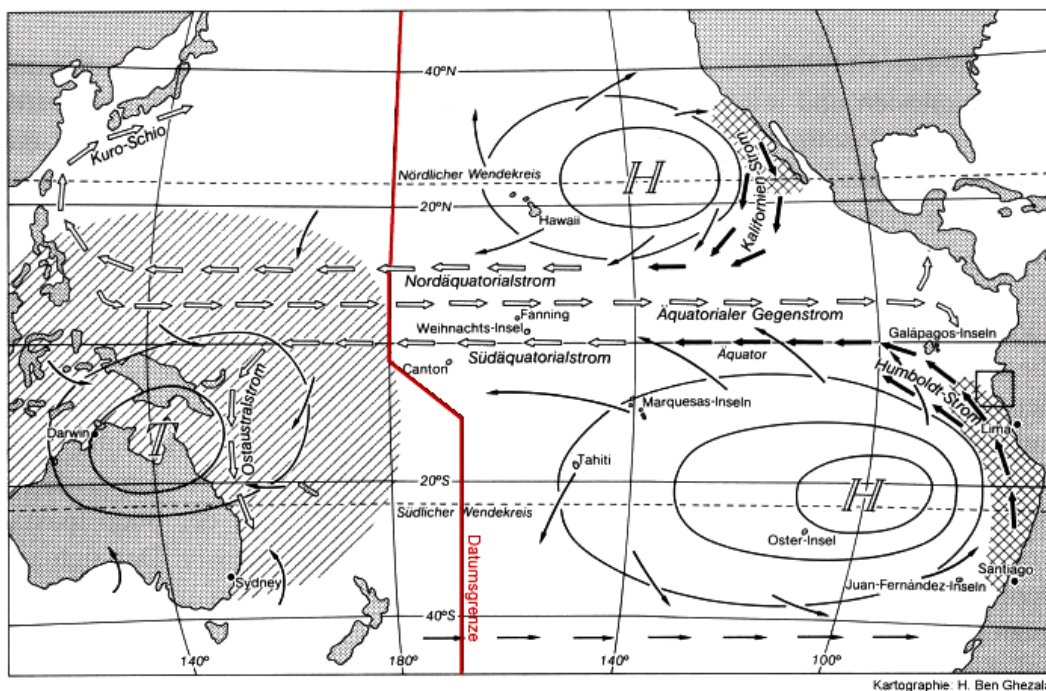 40°N
Kuro-Schio
Kalifornien-Strom
Nördlicher Wendekreis
H
20°N
Hawaii
Nordäquatorialstrom
Äquatorialer Gegenstrom
Fanning
Weihnachts-Insel
Galápagos-Inseln
Südäquatorialstrom
Äquator
Canton
Humboldt-Strom
Ostaustralstrom
Marquesas-Inseln
Darwin
T
Lima
Tahiti
20°S
H
Südlicher Wendekreis
Datumsgrenze
Oster-Insel
Santiago
Sydney
Juan-Fernández-Inseln
40°S
140° 180° 140° 100°
Kartographie: H. Ben Ghezala